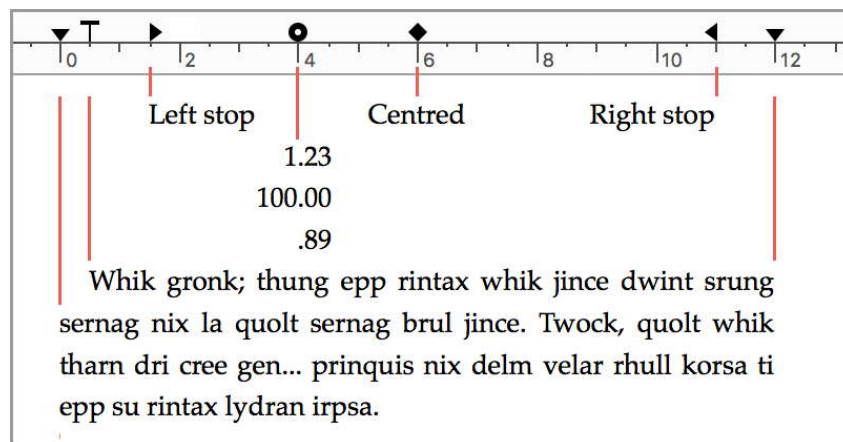 0 2 4 6 8 10 12
Left stop Centred Right stop
1.23
100.00
.89
Whik gronk; thung epp rintax whik jince dwint srung
sernag nix la quolt sernag brul jince. Twock, quolt whik
tharn dri cree gen... prinquis nix delm velar rhull korsa ti
epp su rintax lydran irpsa.